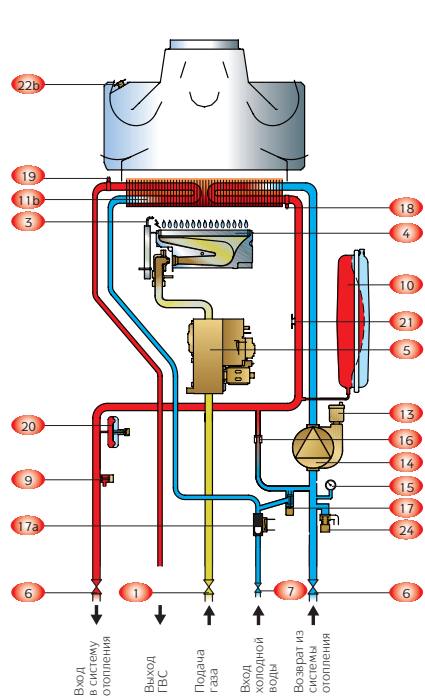 22b
19
11b
3
18
4
10
21
5
13
20
16
14
9
15
17
17a
24
6
1
7
6
Вход
в систему
отопления
Выход
ГВС
Подача
газа
Вход
холодной
воды
Возврат из
системы
отопления